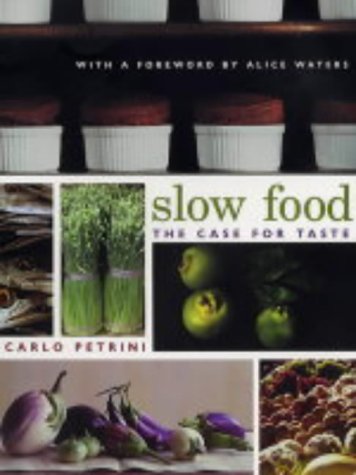 WITH A FOREWORD BY ALICE WATERS
slow food
THE CASE FOR TASTE
CARLO PETRINI